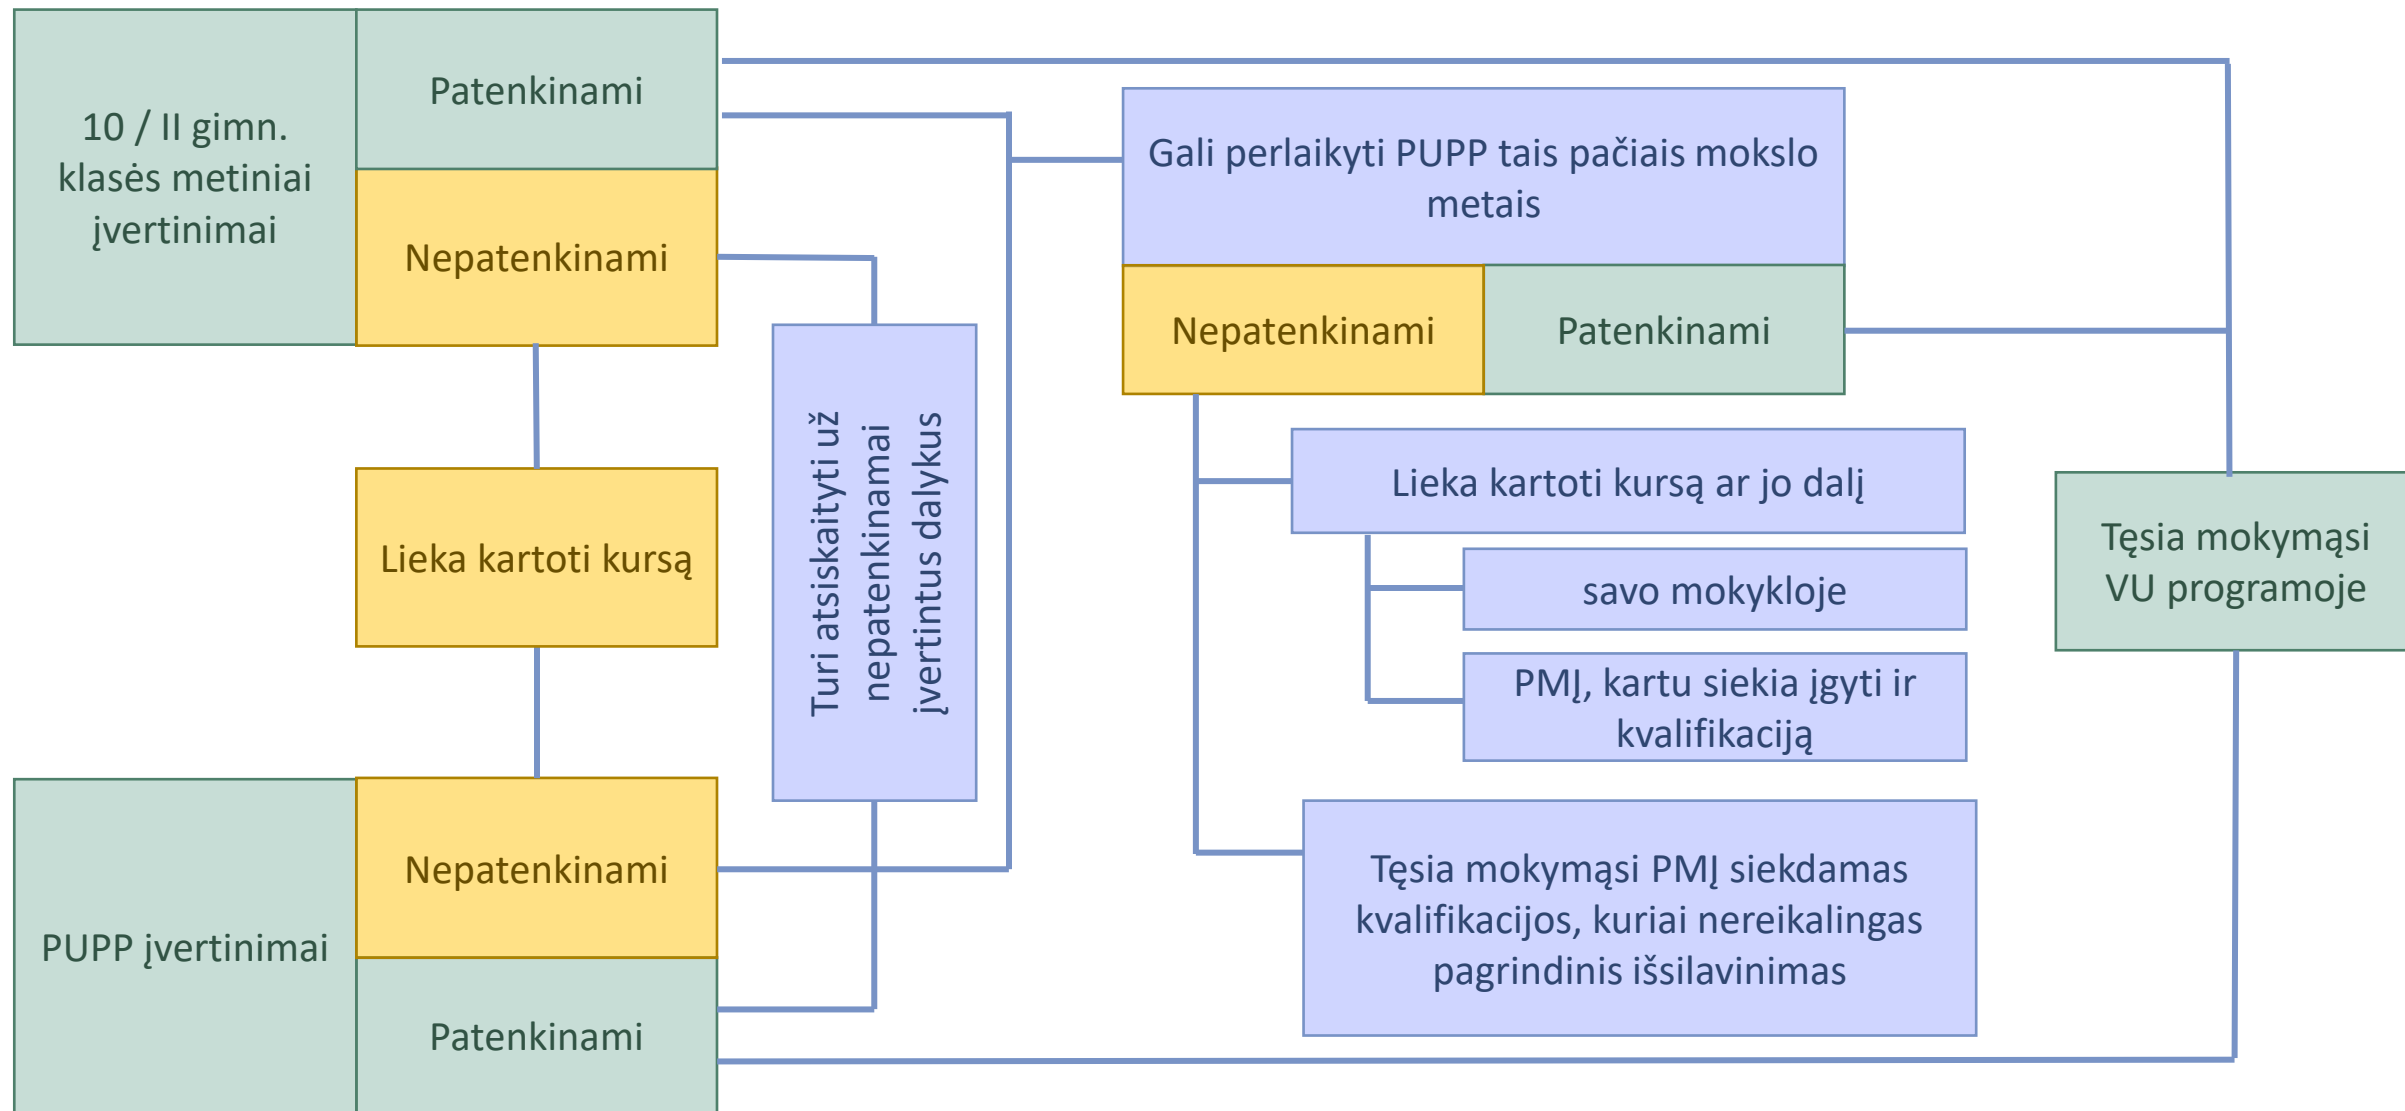 10 / II gimn.
klasės metiniai
įvertinimai
Patenkinami
Nepatenkinami
Lieka kartoti kursą
PUPP įvertinimai
Nepatenkinami
Patenkinami
Turi atsiskaityti už
nepatenkinamai
įvertintus dalykus
Gali perlaikyti PUPP tais pačiais mokslo
metais
Nepatenkinami
Patenkinami
Lieka kartoti kursą ar jo dalį
savo mokykloje
PMĮ, kartu siekia įgyti ir
kvalifikaciją
Tęsia mokymąsi PMĮ siekdamas
kvalifikacijos, kuriai nereikalingas
pagrindinis išsilavinimas
Tęsia mokymąsi
VU programoje